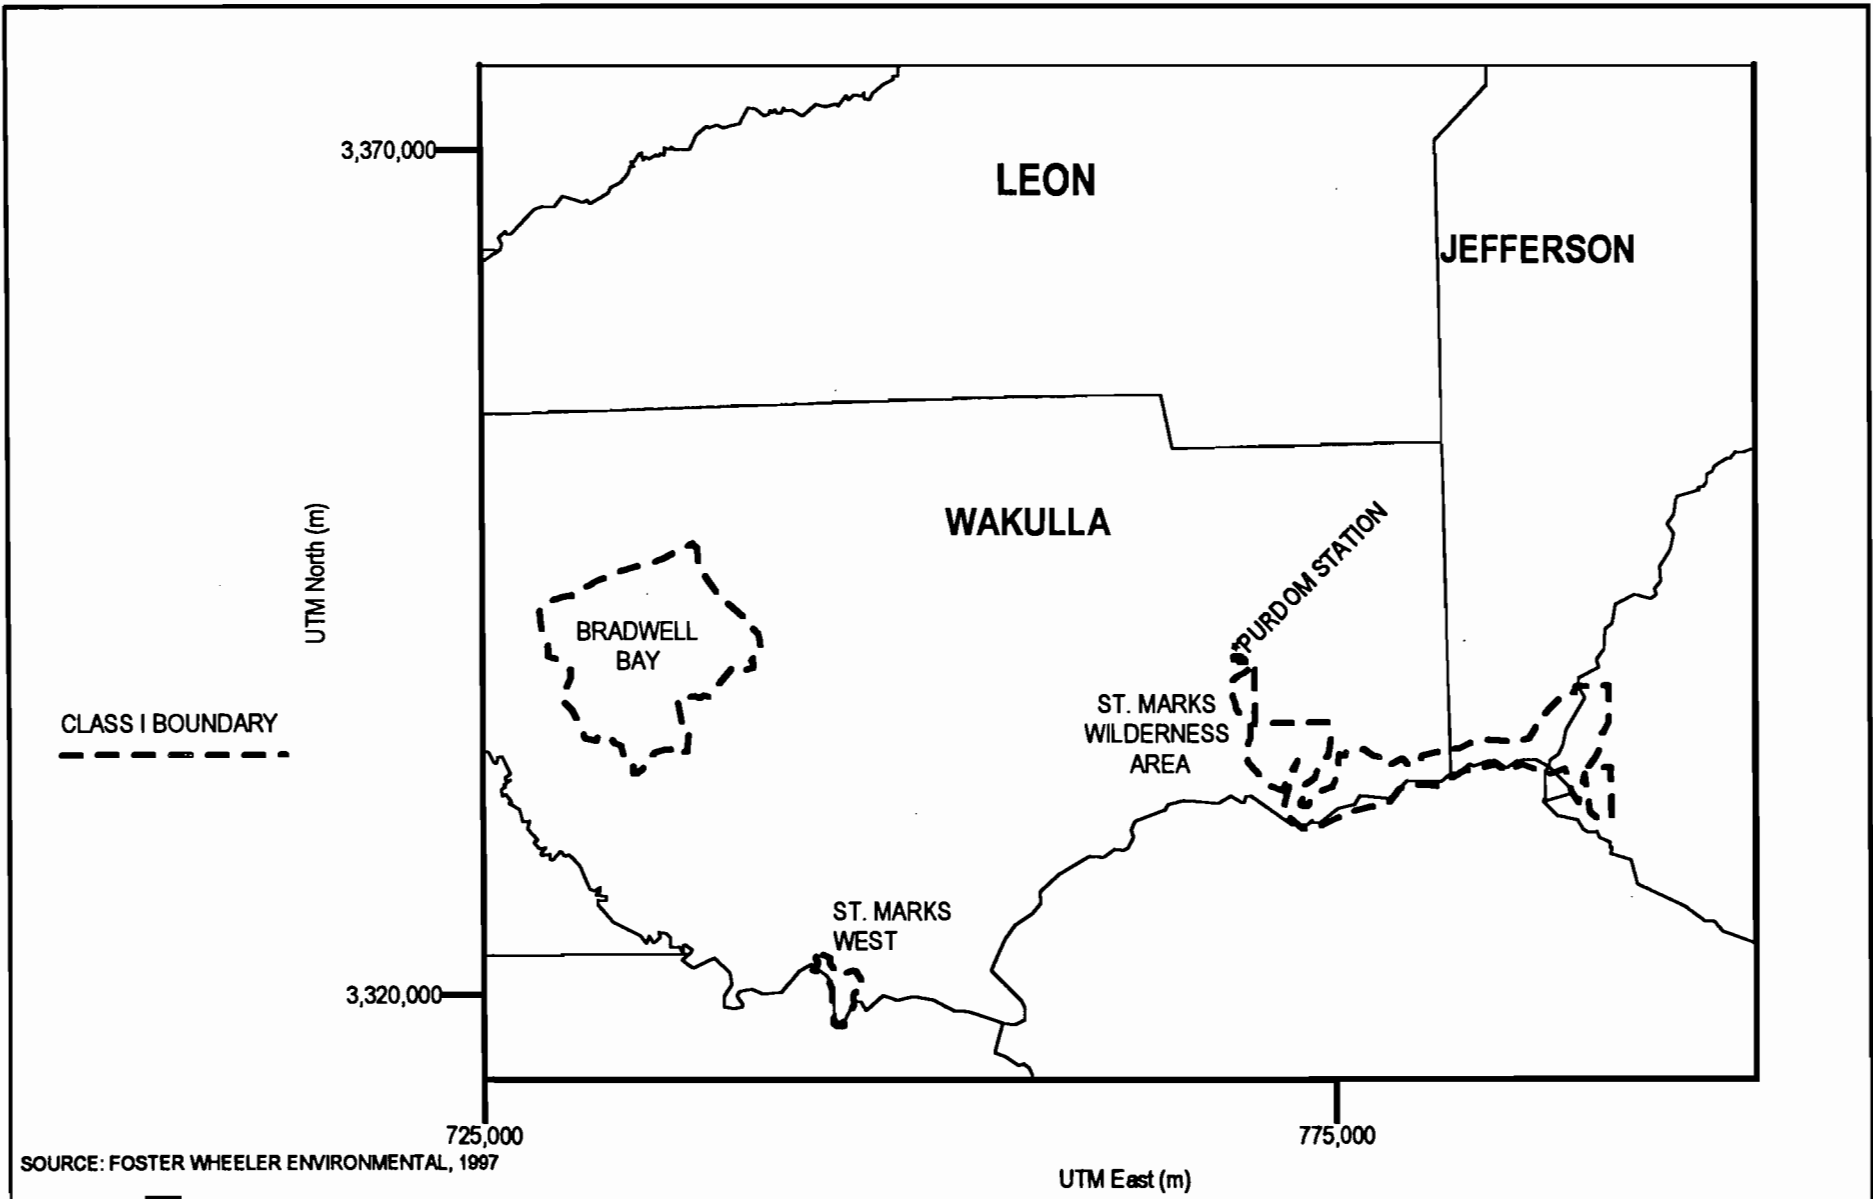 3,370,000
LEON
JEFFERSON
UTM North (m)
WAKULLA
PURDOM STATION
BRADWELL
BAY
CLASS I BOUNDARY
ST. MARKS
WILDERNESS
AREA
ST. MARKS
WEST
3,320,000
725,000
775,000
SOURCE: FOSTER WHEELER ENVIRONMENTAL, 1997
UTM East (m)